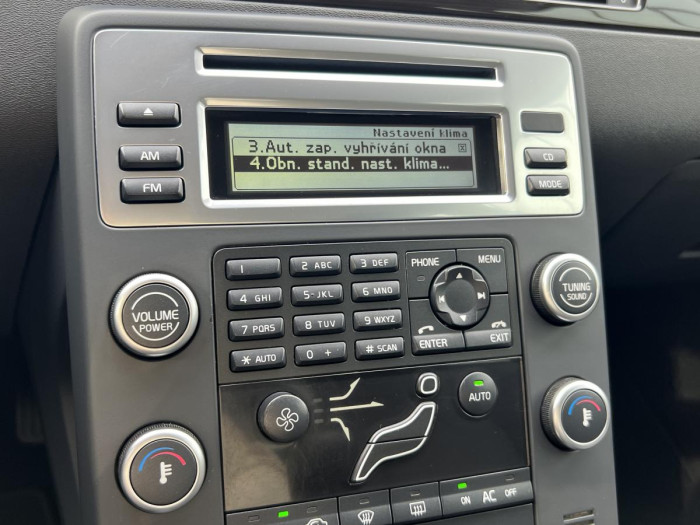 Nastavení klima
3.Aut. zap. vyhřívání okna
4.Obn. stand. nast. klima...
AM
FM
CD
MODE
1
2 ABC
3 DEF
4 GHI
5·JKL
6 MNO
7 PQRS
8 TUV
9 WXYZ
* AUTO
0 +
# SCAN
PHONE
MENU
ENTER
EXIT
VOLUME
POWER
TUNING
SOUND
AUTO
ON AC OFF